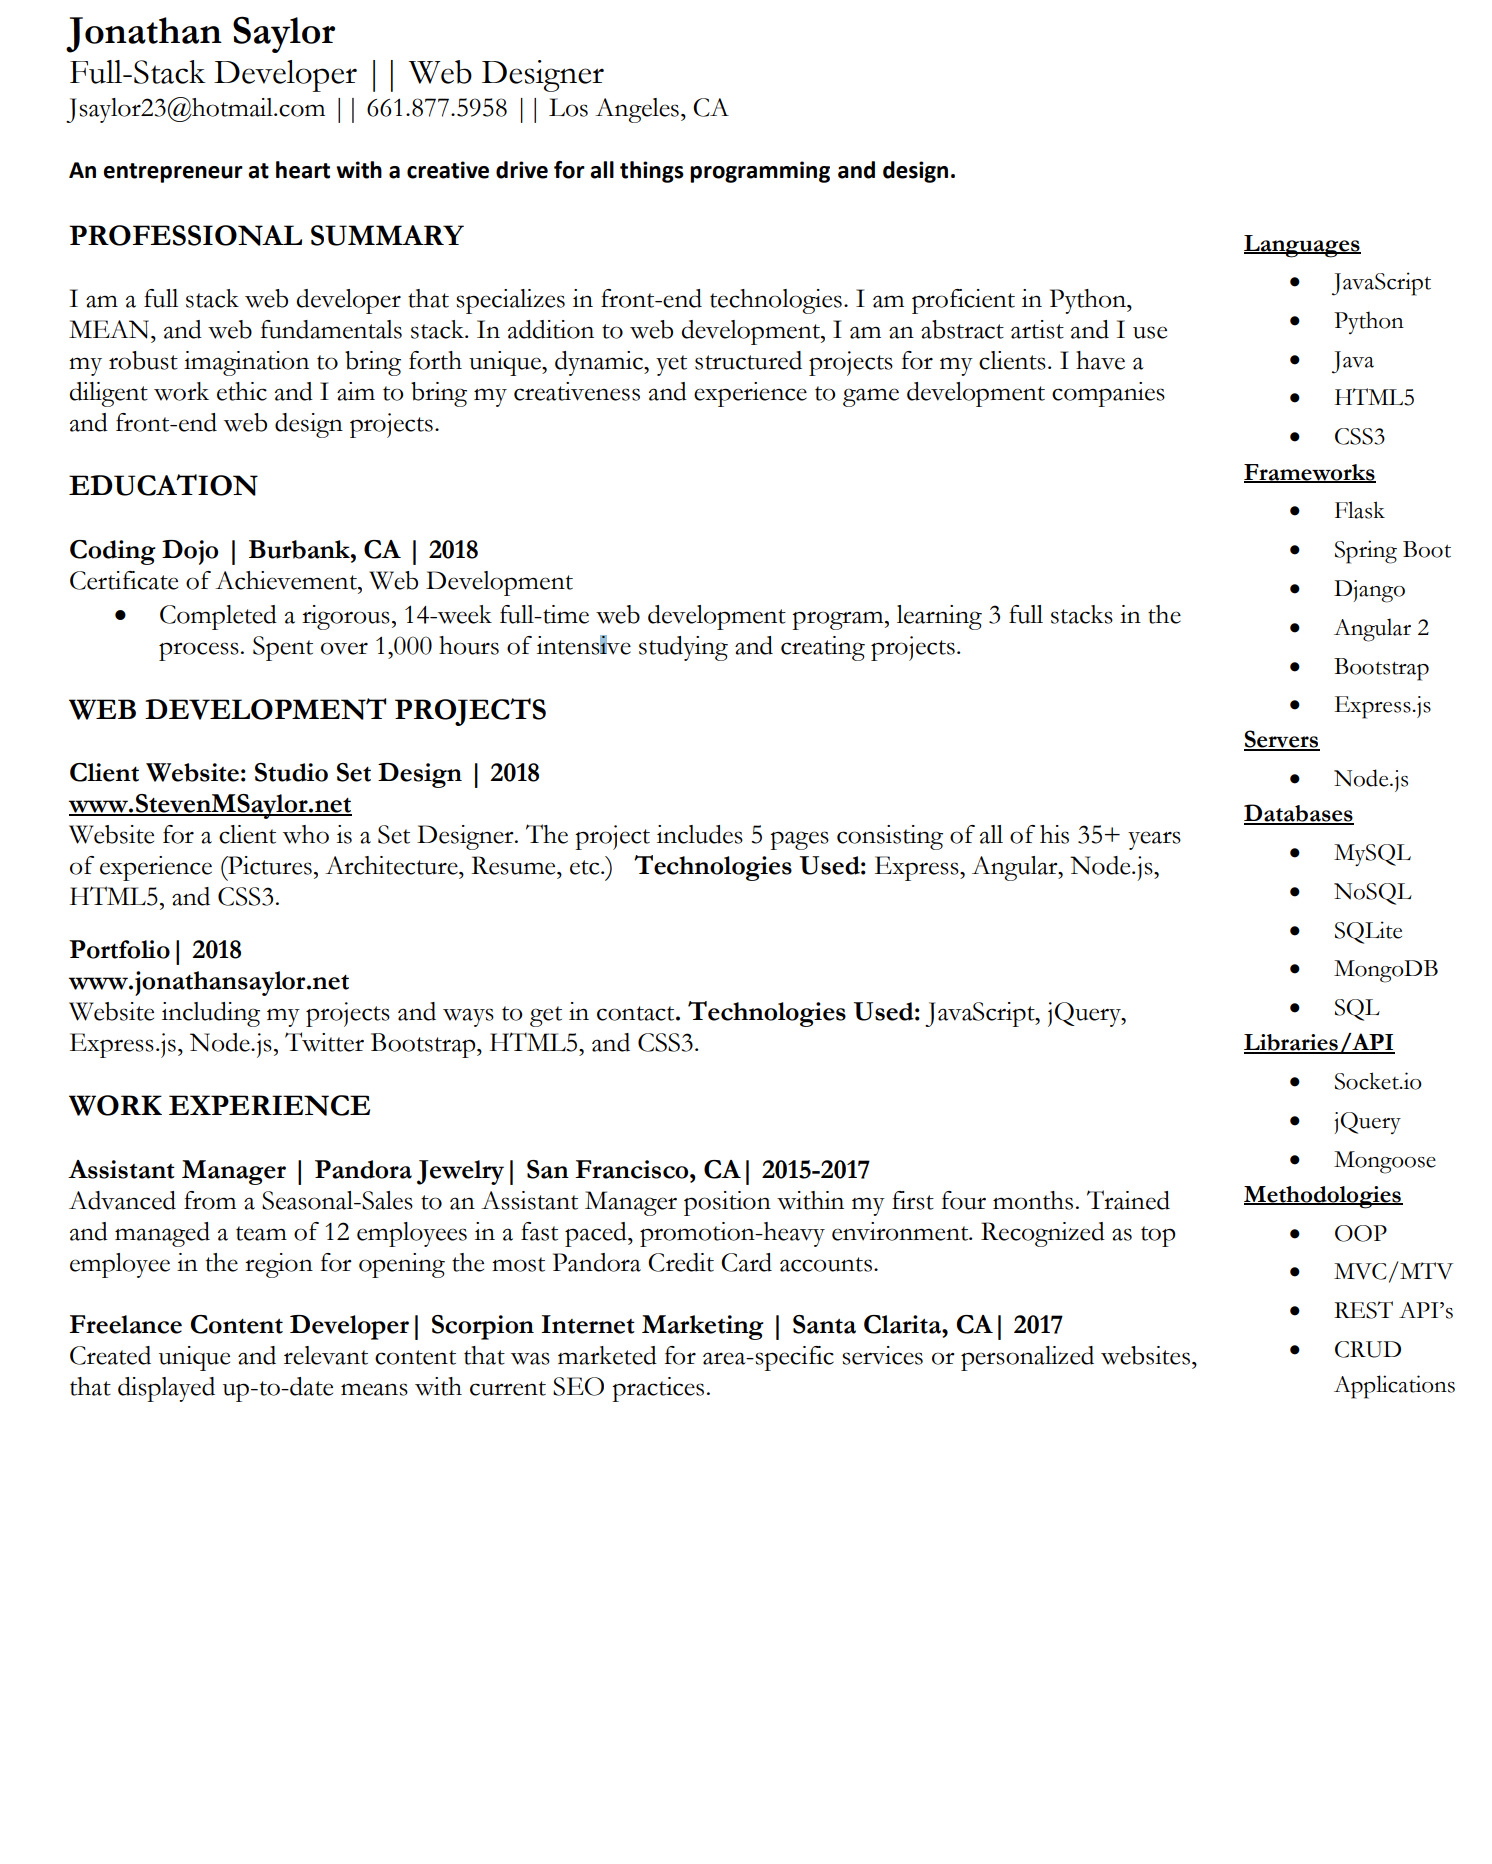 Jonathan Saylor
Full-Stack Developer || Web Designer
Jsaylor23@hotmail.com || 661.877.5958 || Los Angeles, CA
An entrepreneur at heart with a creative drive for all things programming and design.
PROFESSIONAL SUMMARY
I am a full stack web developer that specializes in front-end technologies. I am proficient in Python,
MEAN, and web fundamentals stack. In addition to web development, I am an abstract artist and I use
my robust imagination to bring forth unique, dynamic, yet structured projects for my clients. I have a
diligent work ethic and I aim to bring my creativeness and experience to game development companies
and front-end web design projects.
EDUCATION
Coding Dojo | Burbank, CA | 2018
Certificate of Achievement, Web Development
• Completed a rigorous, 14-week full-time web development program, learning 3 full stacks in the
process. Spent over 1,000 hours of intensive studying and creating projects.
WEB DEVELOPMENT PROJECTS
Client Website: Studio Set Design | 2018
www.StevenMSaylor.net
Website for a client who is a Set Designer. The project includes 5 pages consisting of all of his 35+ years
of experience (Pictures, Architecture, Resume, etc.) Technologies Used: Express, Angular, Node.js,
HTML5, and CSS3.
Portfolio| 2018
www.jonathansaylor.net
Website including my projects and ways to get in contact. Technologies Used: JavaScript, jQuery,
Express.js, Node.js, Twitter Bootstrap, HTML5, and CSS3.
WORK EXPERIENCE
Assistant Manager | Pandora Jewelry| San Francisco, CA| 2015-2017
Advanced from a Seasonal-Sales to an Assistant Manager position within my first four months. Trained
and managed a team of 12 employees in a fast paced, promotion-heavy environment. Recognized as top
employee in the region for opening the most Pandora Credit Card accounts.
Freelance Content Developer| Scorpion Internet Marketing | Santa Clarita, CA| 2017
Created unique and relevant content that was marketed for area-specific services or personalized websites,
that displayed up-to-date means with current SEO practices.
Languages
• JavaScript
• Python
• Java
• HTML5
• CSS3
Frameworks
• Flask
• Spring Boot
• Django
• Angular 2
• Bootstrap
• Express.js
Servers
• Node.js
Databases
• MySQL
• NoSQL
• SQLite
• MongoDB
• SQL
Libraries/API
• Socket.io
• jQuery
• Mongoose
Methodologies
• OOP
• MVC/MTV
• REST API's
• CRUD
Applications